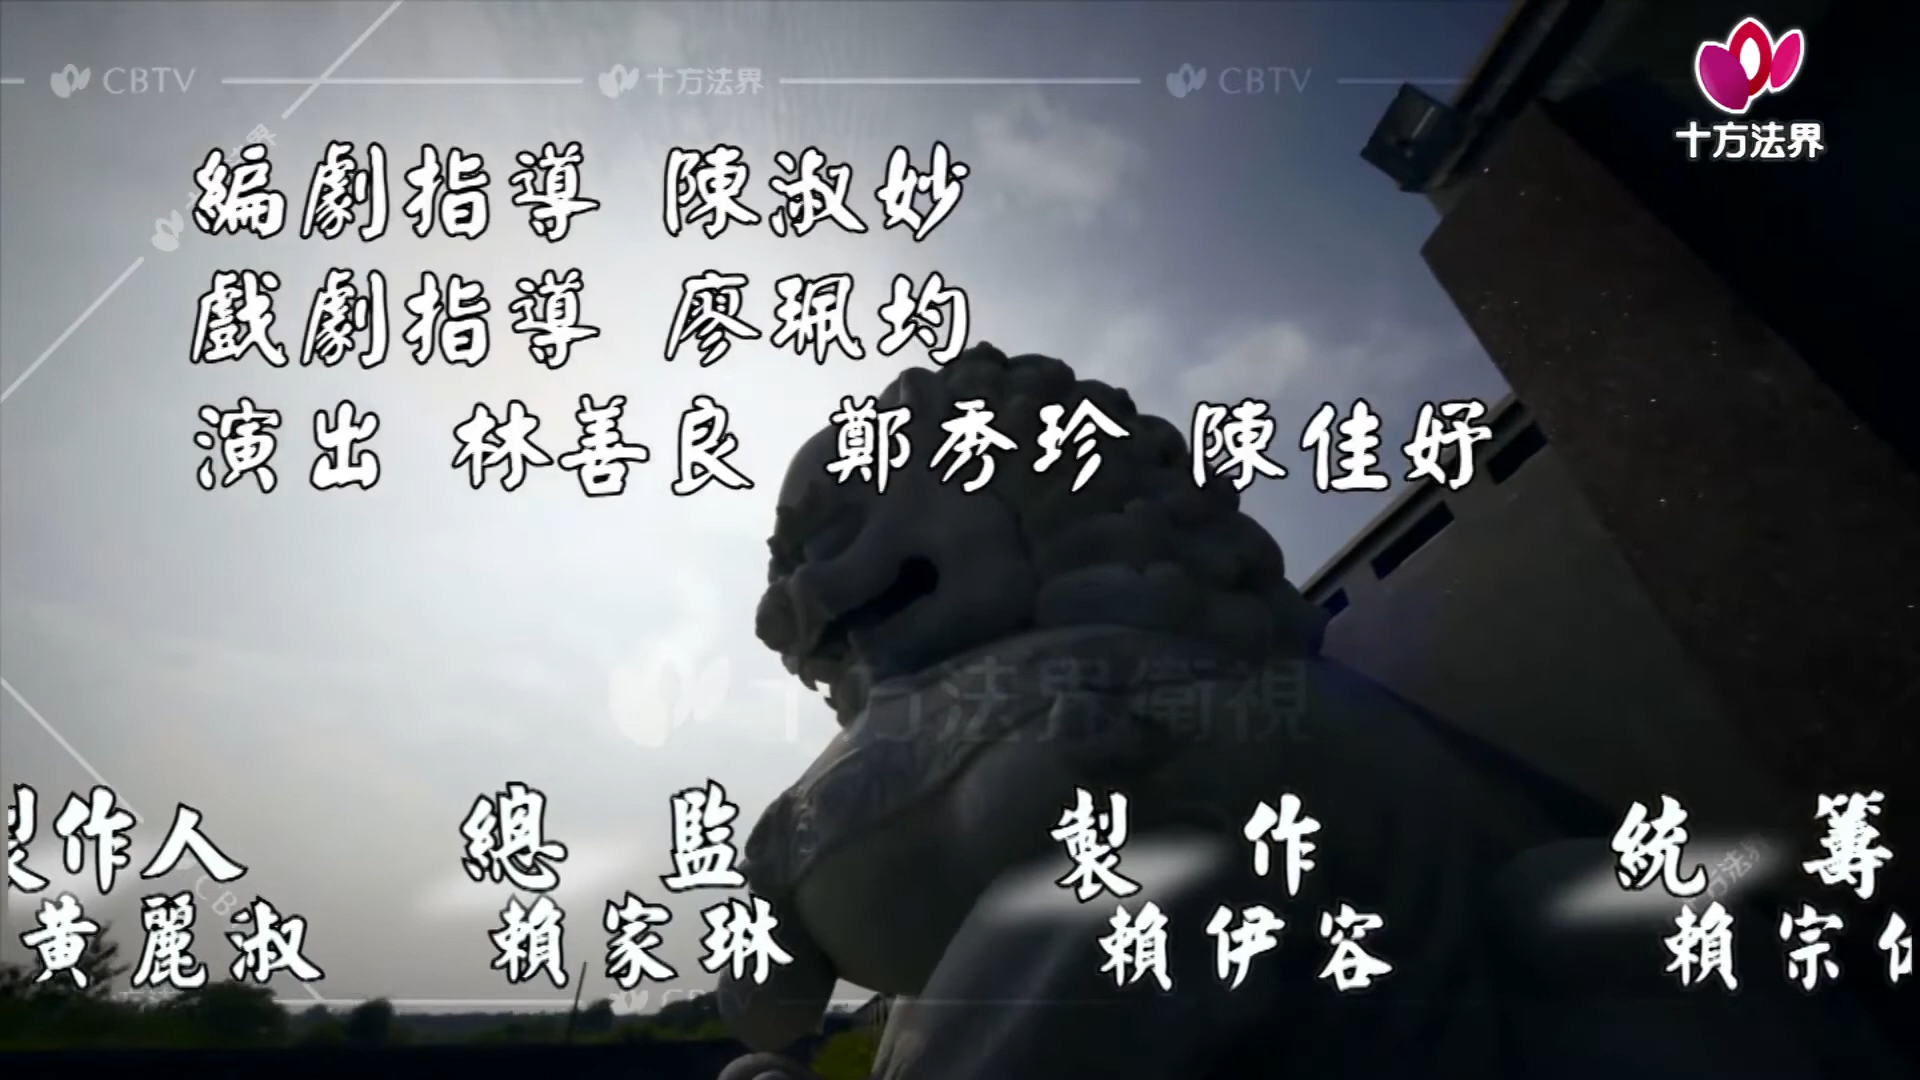 CBTV 十方法界 CBTV
十方法界
編劇指導 陳淑妙
戲劇指導 廖珮均
演出 林善良 鄭秀珍 陳佳妤
十方法界衛視
製作人 總監 製作 統籌
黃麗淑 賴家琳 賴伊容 賴宗
CBTV